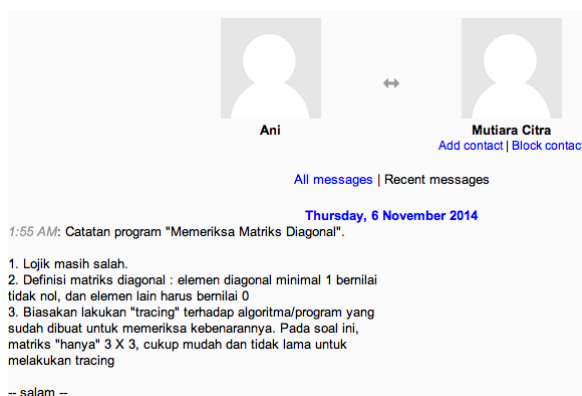 Ani
Mutiara Citra
Add contact | Block contac
All messages | Recent messages
Thursday, 6 November 2014
1:55 AM: Catatan program "Memeriksa Matriks Diagonal".
1. Lojik masih salah.
2. Definisi matriks diagonal : elemen diagonal minimal 1 bernilai
tidak nol, dan elemen lain harus bernilai 0
3. Biasakan lakukan "tracing" terhadap algoritma/program yang
sudah dibuat untuk memeriksa kebenarannya. Pada soal ini,
matriks "hanya" 3 X 3, cukup mudah dan tidak lama untuk
melakukan tracing
-- salam --